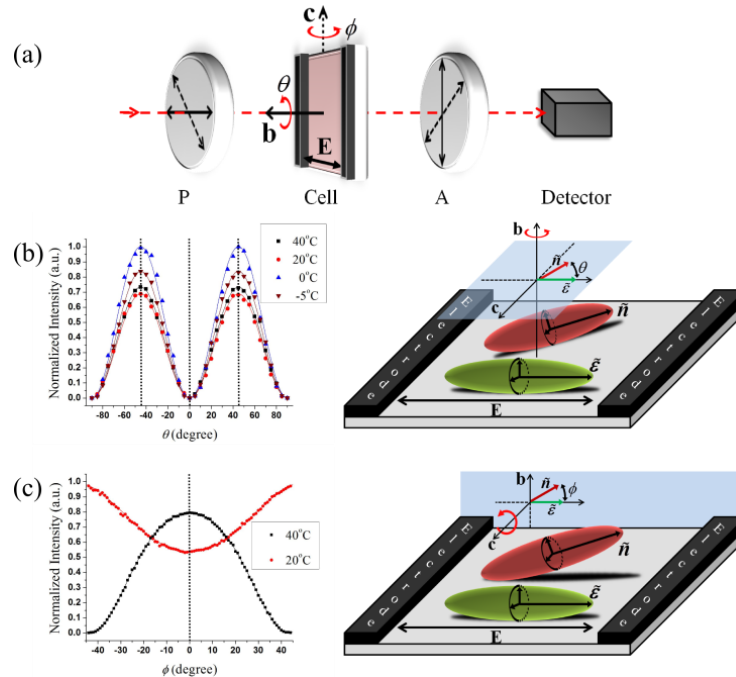 (a)
c
ϕ
θ
b
E
P
Cell
A
Detector
(b)
Normalized Intensity (a.u.)
1.0
0.9
0.8
0.7
0.6
0.5
0.4
0.3
0.2
0.1
0.0
40°C
20°C
0°C
-5°C
-80 -60 -40 -20 0 20 40 60 80
θ (degree)
b
ñ
θ
ε̃
c
Electrode
Electrode
ñ
ε̃
E
(c)
Normalized Intensity (a.u.)
1.0
0.9
0.8
0.7
0.6
0.5
0.4
0.3
0.2
0.1
0.0
40°C
20°C
-40 -30 -20 -10 0 10 20 30 40
ϕ (degree)
b
ñ
ϕ
ε̃
c
Electrode
Electrode
ñ
ε̃
E